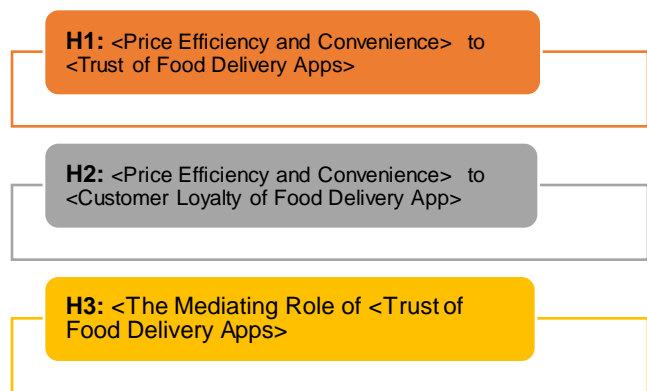 H1: <Price Efficiency and Convenience> to
<Trust of Food Delivery Apps>
H2: <Price Efficiency and Convenience> to
<Customer Loyalty of Food Delivery App>
H3: <The Mediating Role of <Trust of
Food Delivery Apps>